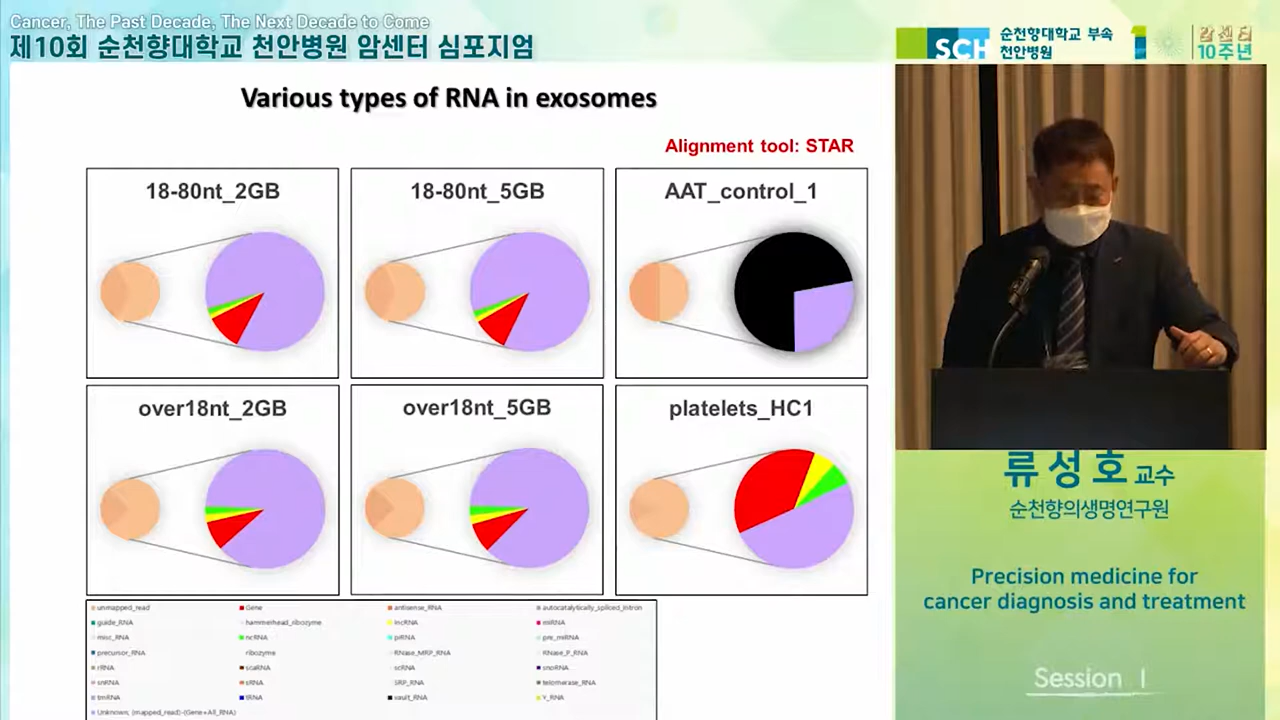 Cancer, The Past Decade, The Next Decade to Come
제10회 순천향대학교 천안병원 암센터 심포지엄
SCH
순천향대학교 부속
천안병원
1
암센터
10주년
Various types of RNA in exosomes
Alignment tool: STAR
18-80nt_2GB
18-80nt_5GB
AAT_control_1
over18nt_2GB
over18nt_5GB
platelets_HC1
unmapped_read Gene antisense_RNA autocatalytically_spliced_intron
guide_RNA hammerhead_ribozyme lncRNA miRNA
misc_RNA ncRNA piRNA pre_miRNA
precursor_RNA ribozyme RNase_MRP_RNA RNase_P_RNA
rRNA scaRNA scRNA snoRNA
snRNA sRNA SRP_RNA telomerase_RNA
tmRNA tRNA vault_RNA Y_RNA
Unknown; (mapped_read)-(Gene+All_RNA)
류성호 교수
순천향의생명연구원
Precision medicine for
cancer diagnosis and treatment
Session I